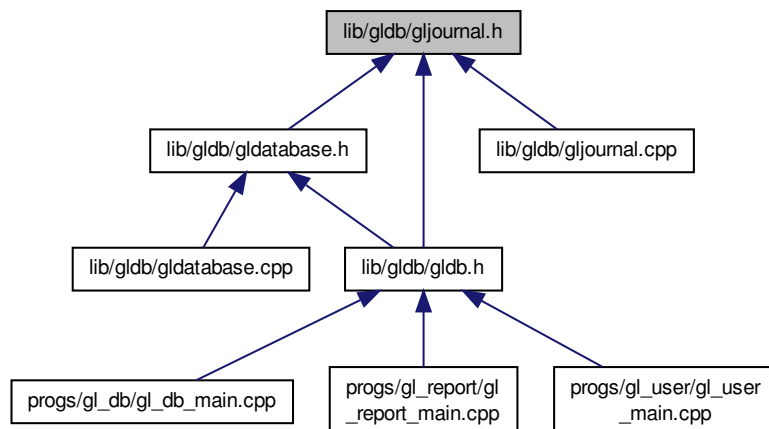 lib/gldb/gljournal.h
lib/gldb/gldatabase.h
lib/gldb/gljournal.cpp
lib/gldb/gldatabase.cpp
lib/gldb/gldb.h
progs/gl_db/gl_db_main.cpp
progs/gl_report/gl
_report_main.cpp
progs/gl_user/gl_user
_main.cpp